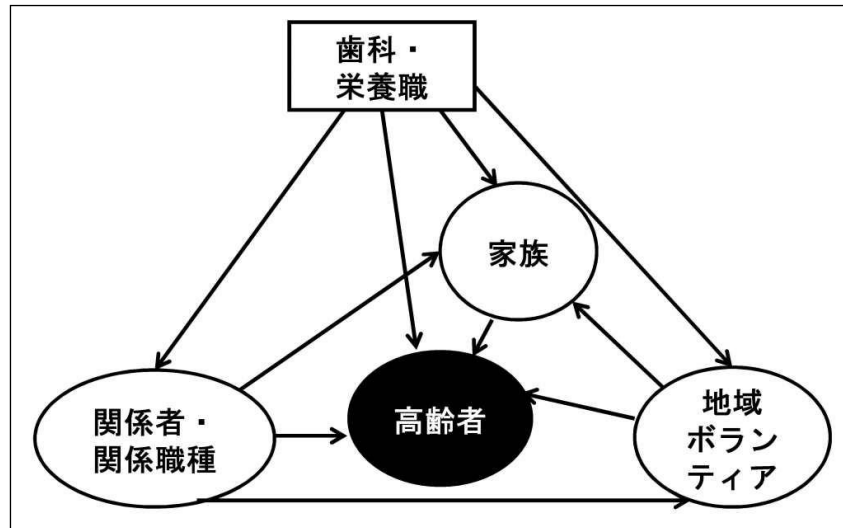 歯科・
栄養職
家族
高齢者
関係者・
関係職種
地域
ボラン
ティア